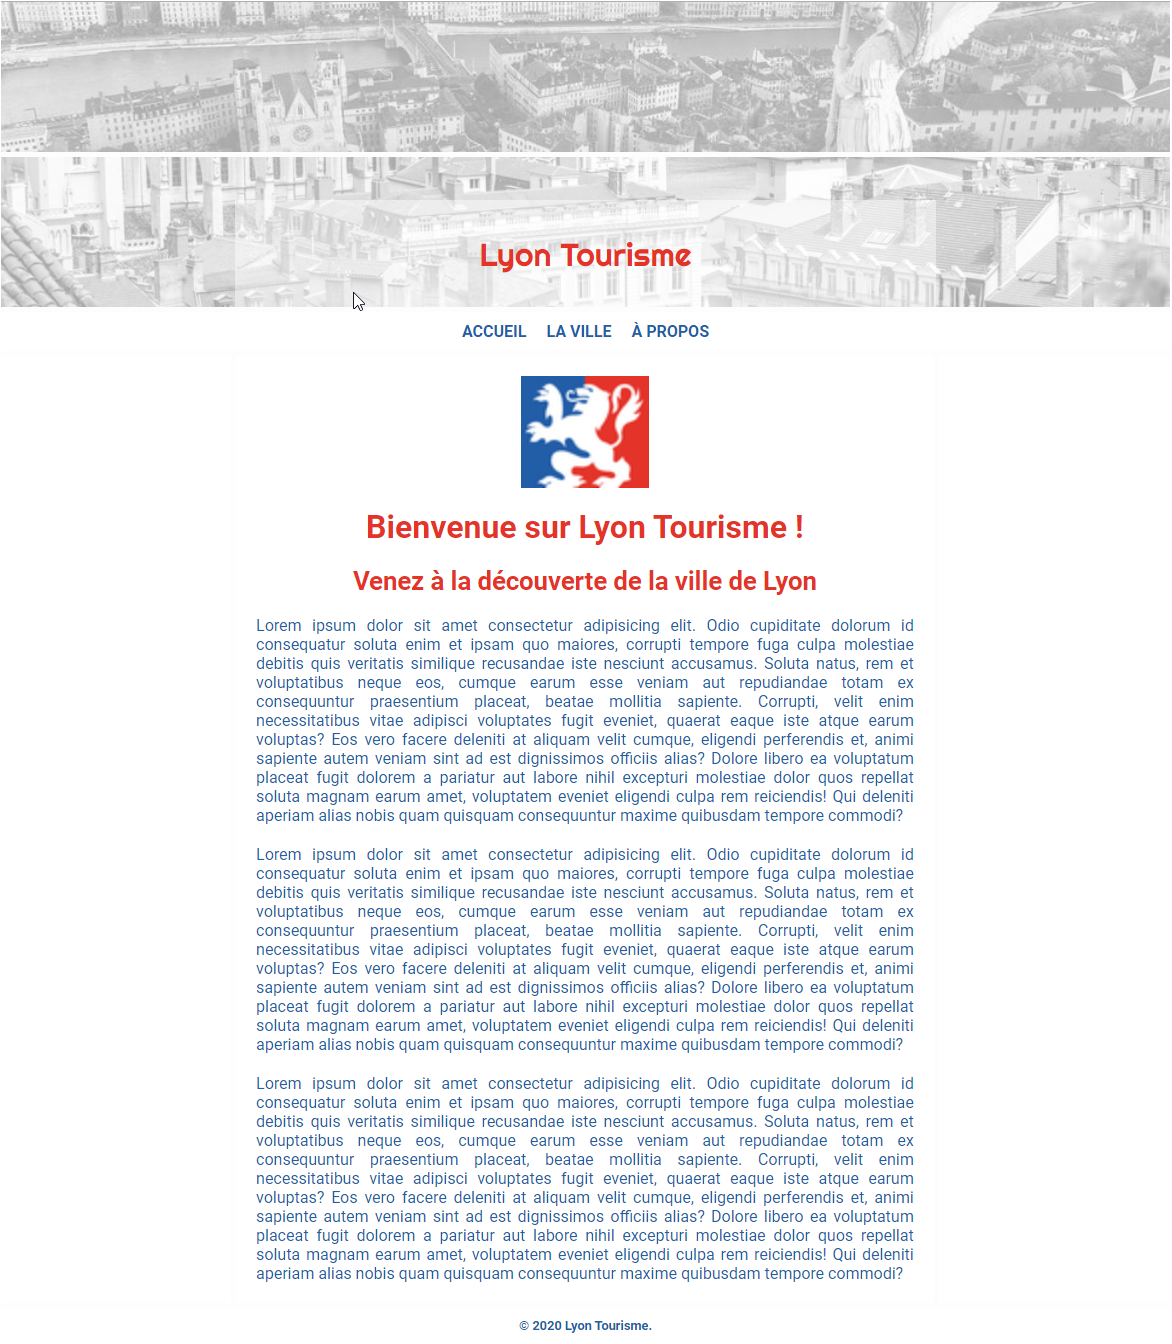 Lyon Tourisme
ACCUEIL LA VILLE À PROPOS
Bienvenue sur Lyon Tourisme !
Venez à la découverte de la ville de Lyon
Lorem ipsum dolor sit amet consectetur adipisicing elit. Odio cupiditate dolorum id
consequatur soluta enim et ipsam quo maiores, corrupti tempore fuga culpa molestiae
debitis quis veritatis similique recusandae iste nesciunt accusamus. Soluta natus, rem et
voluptatibus neque eos, cumque earum esse veniam aut repudiandae totam ex
consequuntur praesentium placeat, beatae mollitia sapiente. Corrupti, velit enim
necessitatibus vitae adipisci voluptates fugit eveniet, quaerat eaque iste atque earum
voluptas? Eos vero facere deleniti at aliquam velit cumque, eligendi perferendis et, animi
sapiente autem veniam sint ad est dignissimos officiis alias? Dolore libero ea voluptatum
placeat fugit dolorem a pariatur aut labore nihil excepturi molestiae dolor quos repellat
soluta magnam earum amet, voluptatem eveniet eligendi culpa rem reiciendis! Qui deleniti
aperiam alias nobis quam quisquam consequuntur maxime quibusdam tempore commodi?
Lorem ipsum dolor sit amet consectetur adipisicing elit. Odio cupiditate dolorum id
consequatur soluta enim et ipsam quo maiores, corrupti tempore fuga culpa molestiae
debitis quis veritatis similique recusandae iste nesciunt accusamus. Soluta natus, rem et
voluptatibus neque eos, cumque earum esse veniam aut repudiandae totam ex
consequuntur praesentium placeat, beatae mollitia sapiente. Corrupti, velit enim
necessitatibus vitae adipisci voluptates fugit eveniet, quaerat eaque iste atque earum
voluptas? Eos vero facere deleniti at aliquam velit cumque, eligendi perferendis et, animi
sapiente autem veniam sint ad est dignissimos officiis alias? Dolore libero ea voluptatum
placeat fugit dolorem a pariatur aut labore nihil excepturi molestiae dolor quos repellat
soluta magnam earum amet, voluptatem eveniet eligendi culpa rem reiciendis! Qui deleniti
aperiam alias nobis quam quisquam consequuntur maxime quibusdam tempore commodi?
Lorem ipsum dolor sit amet consectetur adipisicing elit. Odio cupiditate dolorum id
consequatur soluta enim et ipsam quo maiores, corrupti tempore fuga culpa molestiae
debitis quis veritatis similique recusandae iste nesciunt accusamus. Soluta natus, rem et
voluptatibus neque eos, cumque earum esse veniam aut repudiandae totam ex
consequuntur praesentium placeat, beatae mollitia sapiente. Corrupti, velit enim
necessitatibus vitae adipisci voluptates fugit eveniet, quaerat eaque iste atque earum
voluptas? Eos vero facere deleniti at aliquam velit cumque, eligendi perferendis et, animi
sapiente autem veniam sint ad est dignissimos officiis alias? Dolore libero ea voluptatum
placeat fugit dolorem a pariatur aut labore nihil excepturi molestiae dolor quos repellat
soluta magnam earum amet, voluptatem eveniet eligendi culpa rem reiciendis! Qui deleniti
aperiam alias nobis quam quisquam consequuntur maxime quibusdam tempore commodi?
© 2020 Lyon Tourisme.